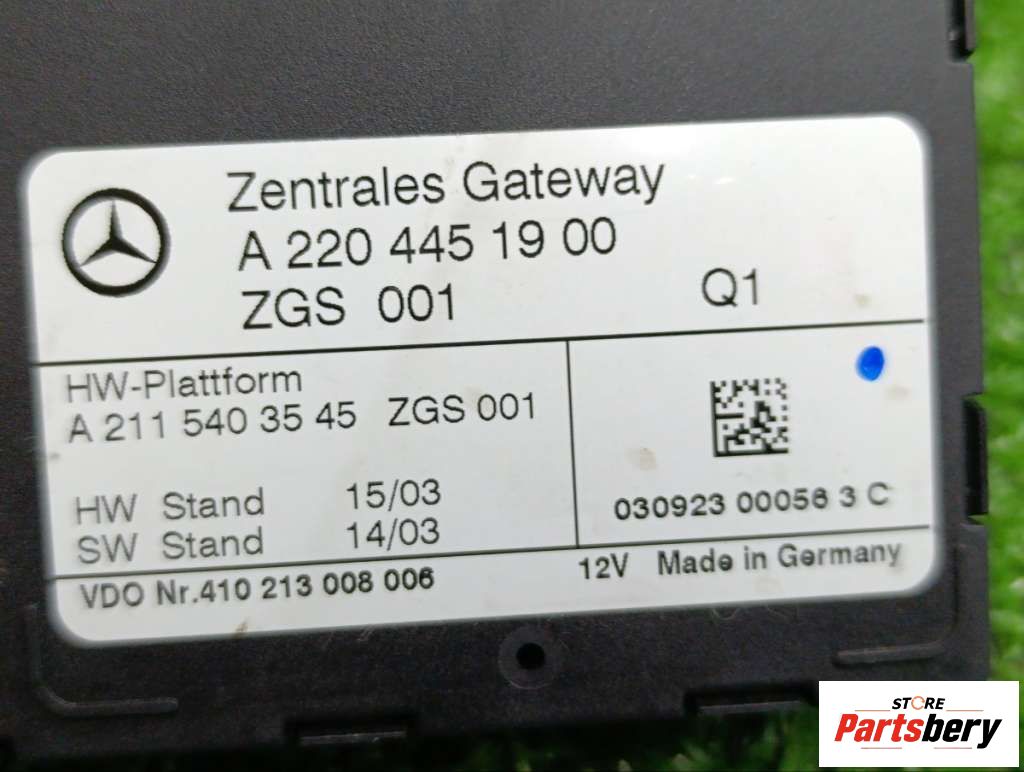 Zentrales Gateway
A 220 445 19 00
ZGS 001 Q1
HW-Plattform
A 211 540 35 45 ZGS 001
HW Stand 15/03
SW Stand 14/03
030923 00056 3 C
VDO Nr.410 213 008 006
12V Made in Germany
STORE
Partsbery